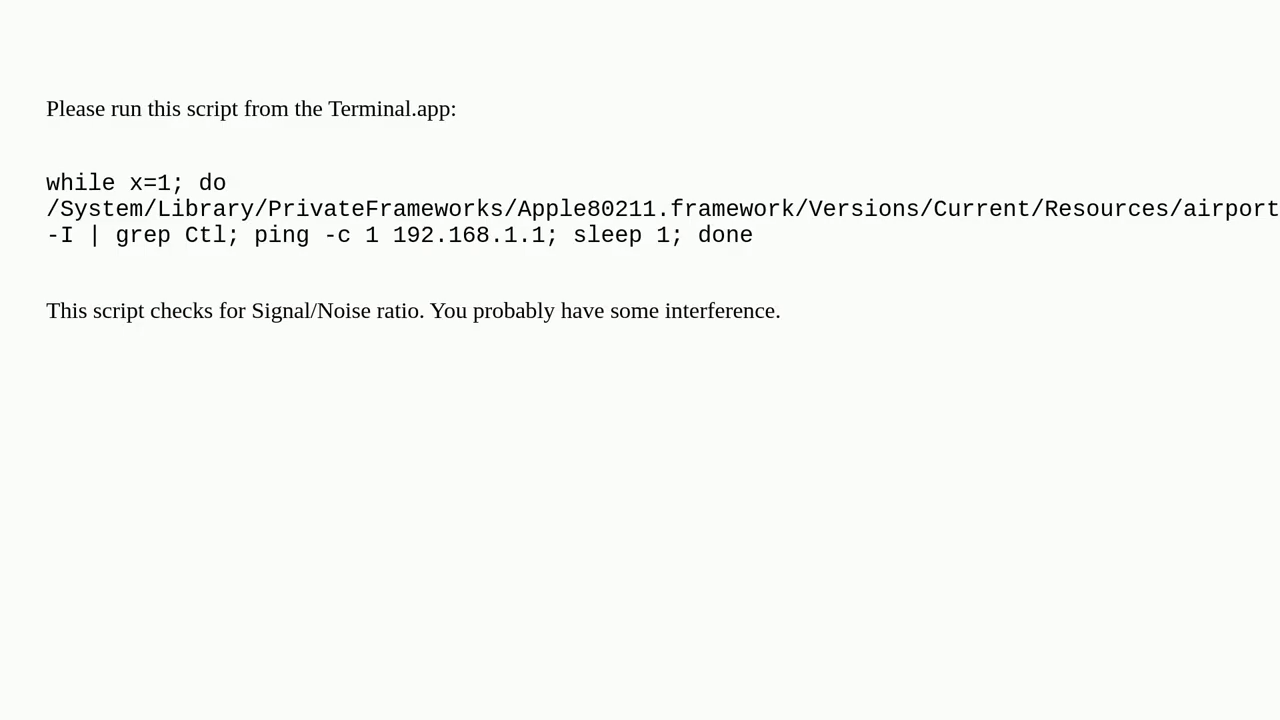 Please run this script from the Terminal.app:
while x=1; do
/System/Library/PrivateFrameworks/Apple80211.framework/Versions/Current/Resources/airport
-I | grep Ctl; ping -c 1 192.168.1.1; sleep 1; done
This script checks for Signal/Noise ratio. You probably have some interference.